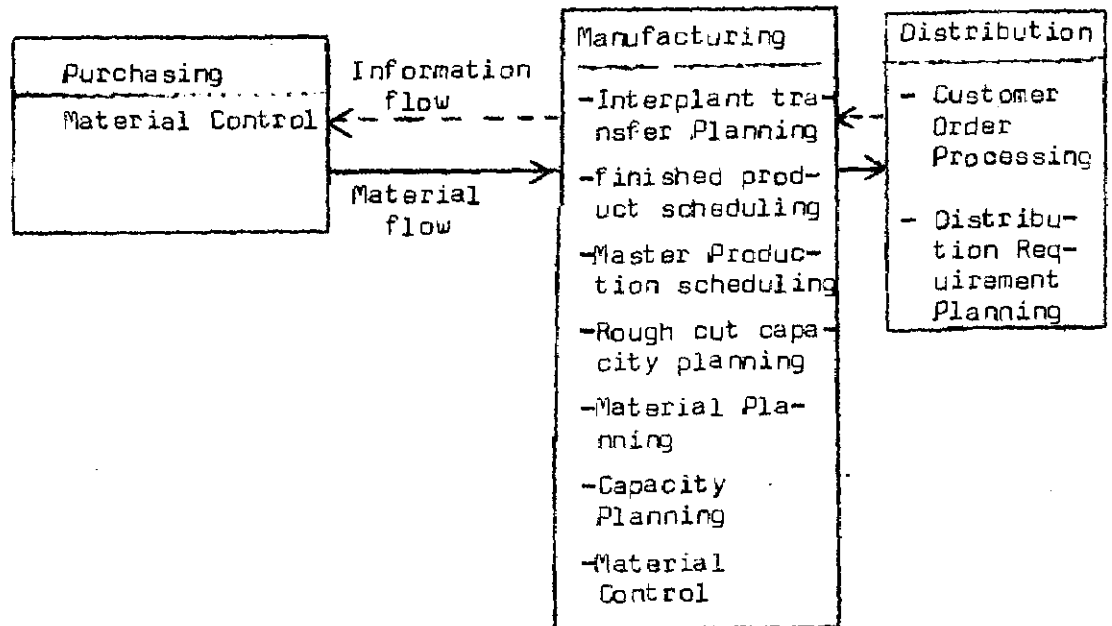 Purchasing
Material Control
Information
flow
Material
flow
Manufacturing
-Interplant tra-
nsfer Planning
-finished prod-
uct scheduling
-Master Produc-
tion scheduling
-Rough cut capa-
city planning
-Material Pla-
nning
-Capacity
Planning
-Material
Control
Distribution
- Customer
Order
Processing
- Distribu-
tion Req-
uirement
Planning